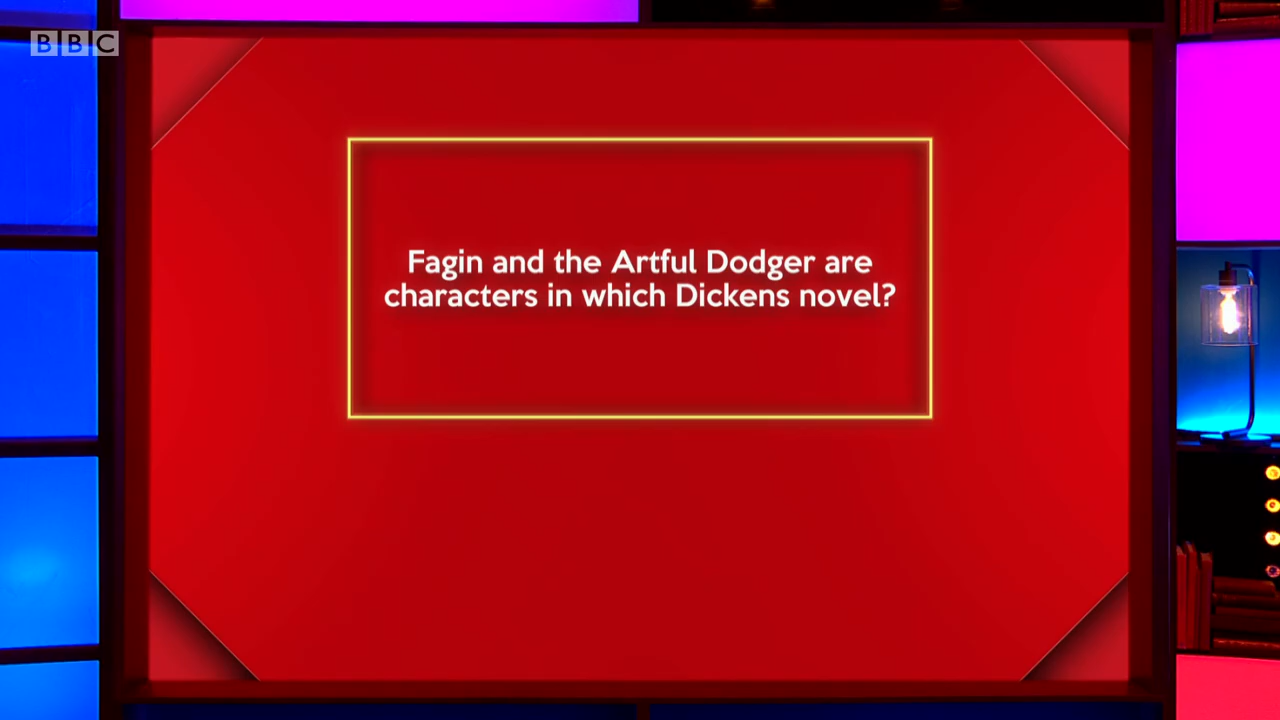 BBC
Fagin and the Artful Dodger are
characters in which Dickens novel?